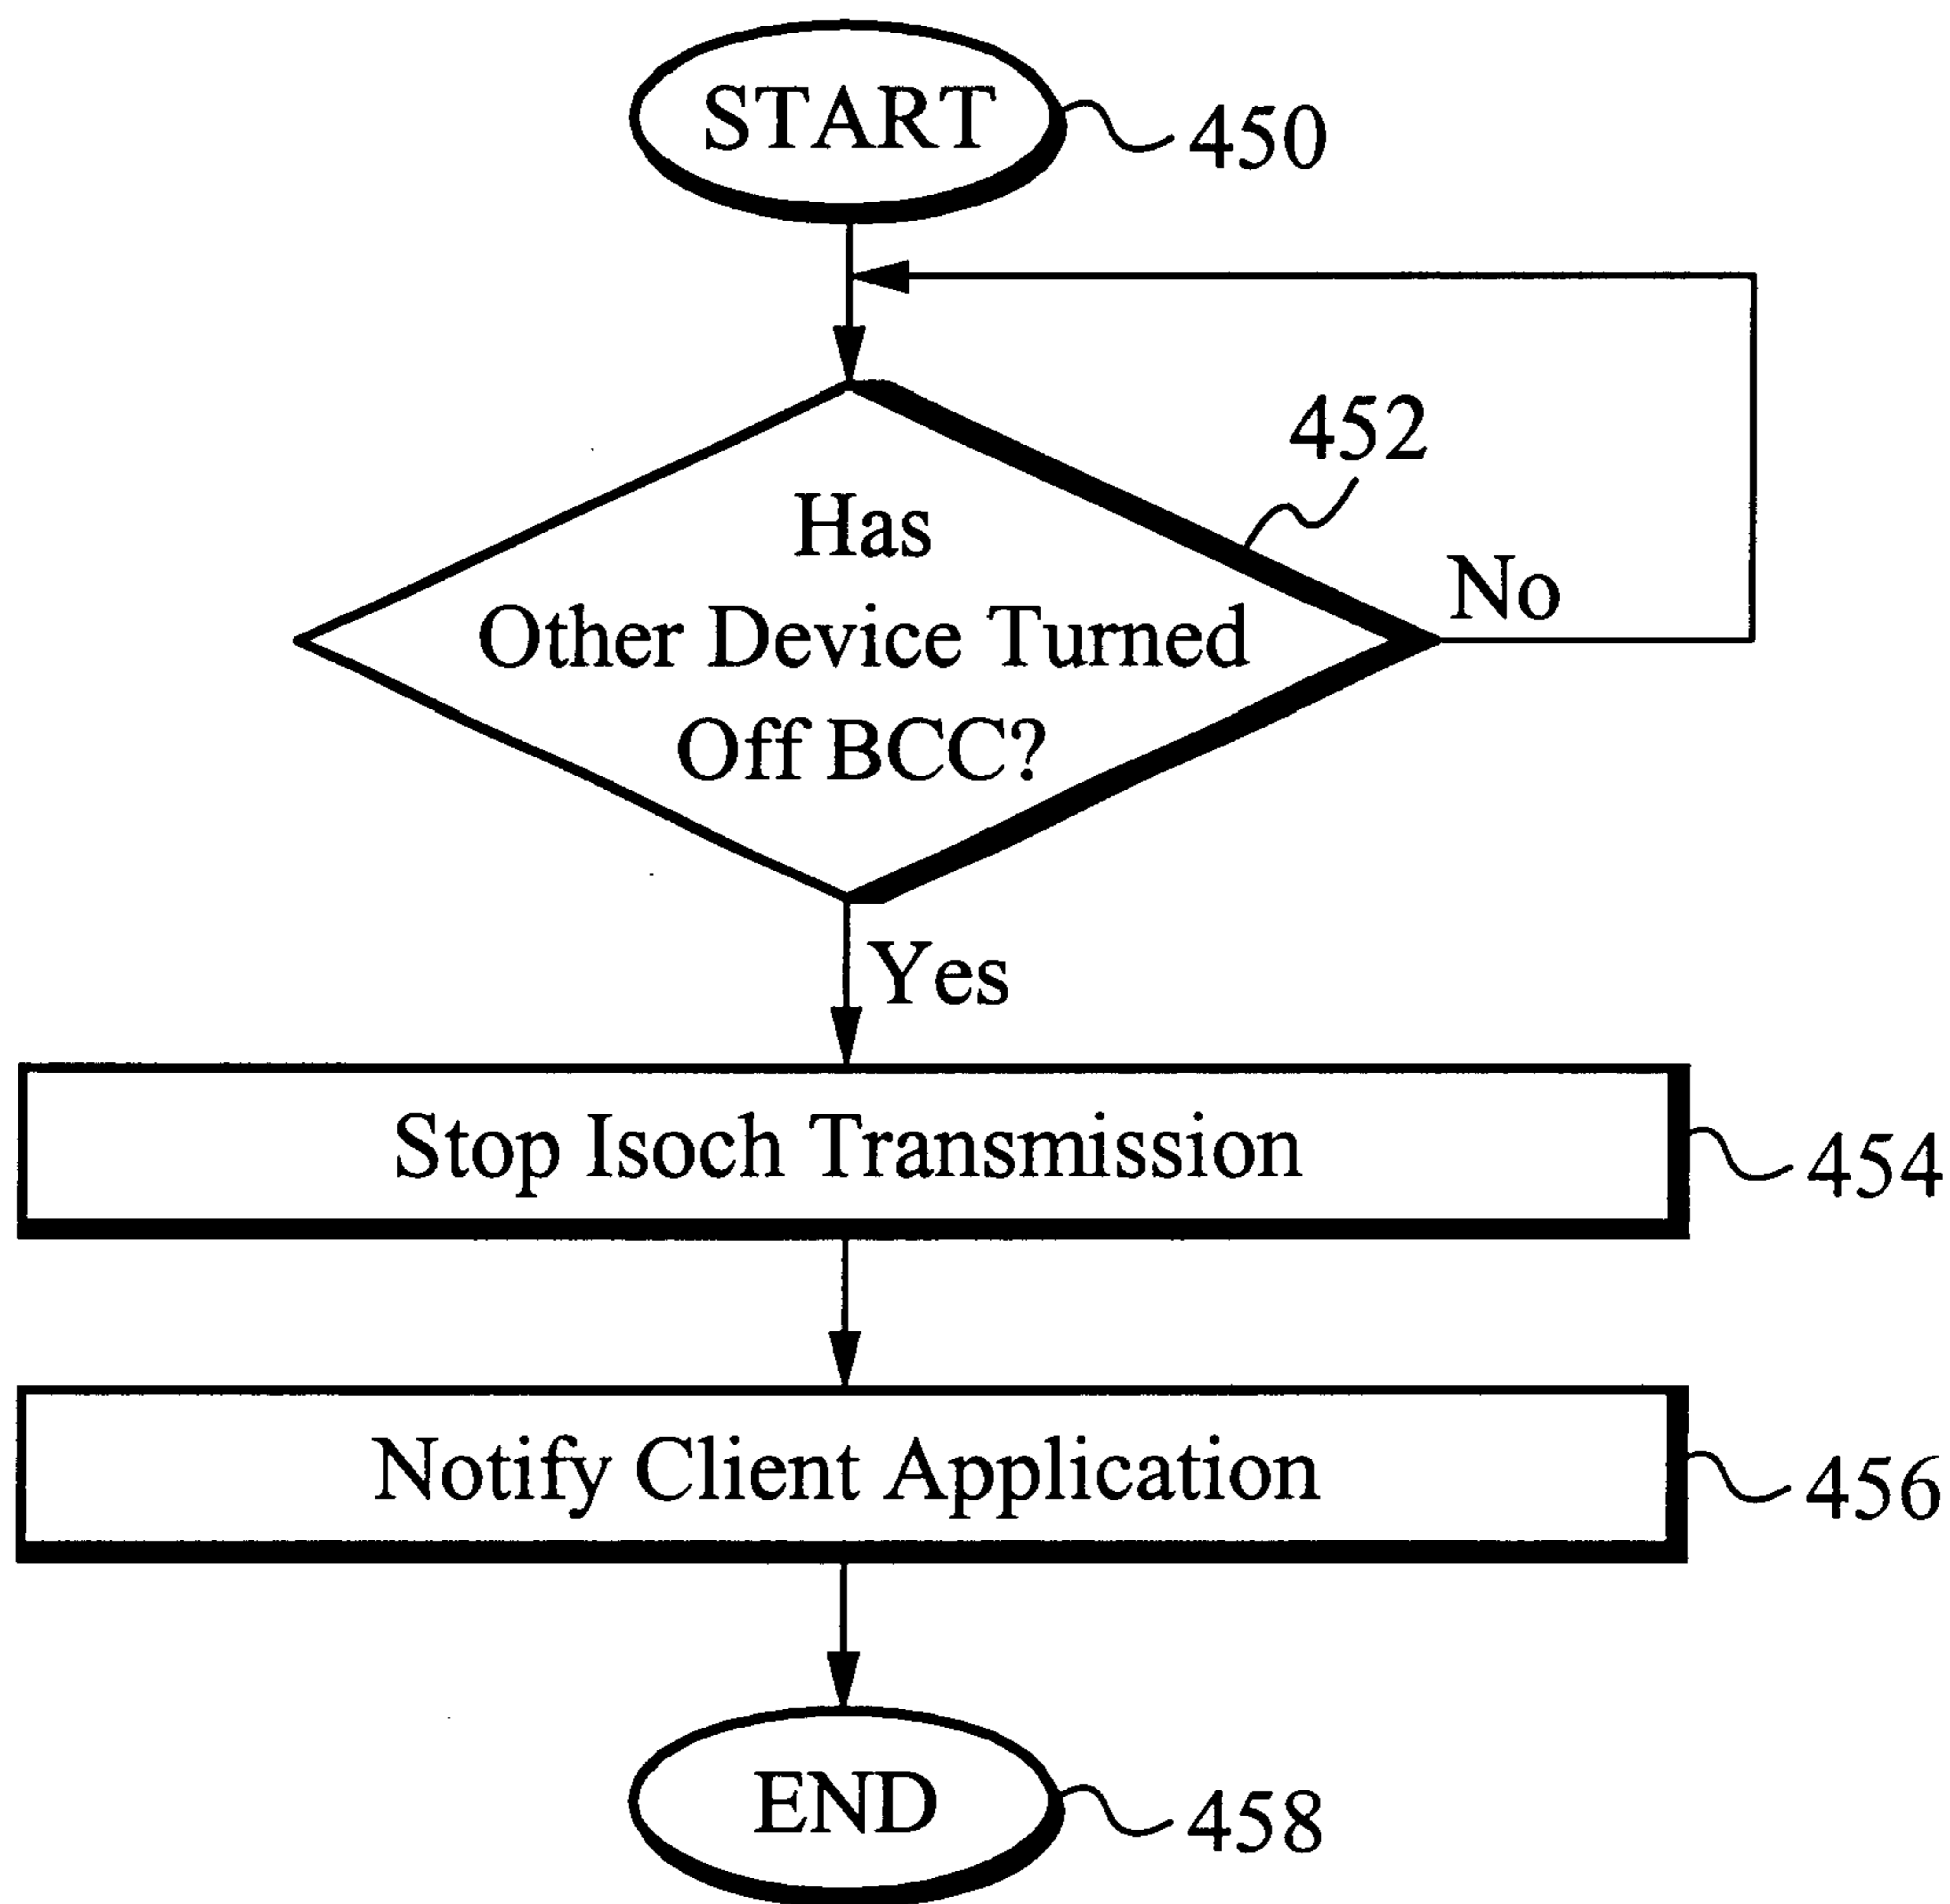 START
450
452
Has
Other Device Turned
Off BCC?
No
Yes
Stop Isoch Transmission
454
Notify Client Application
456
END
458